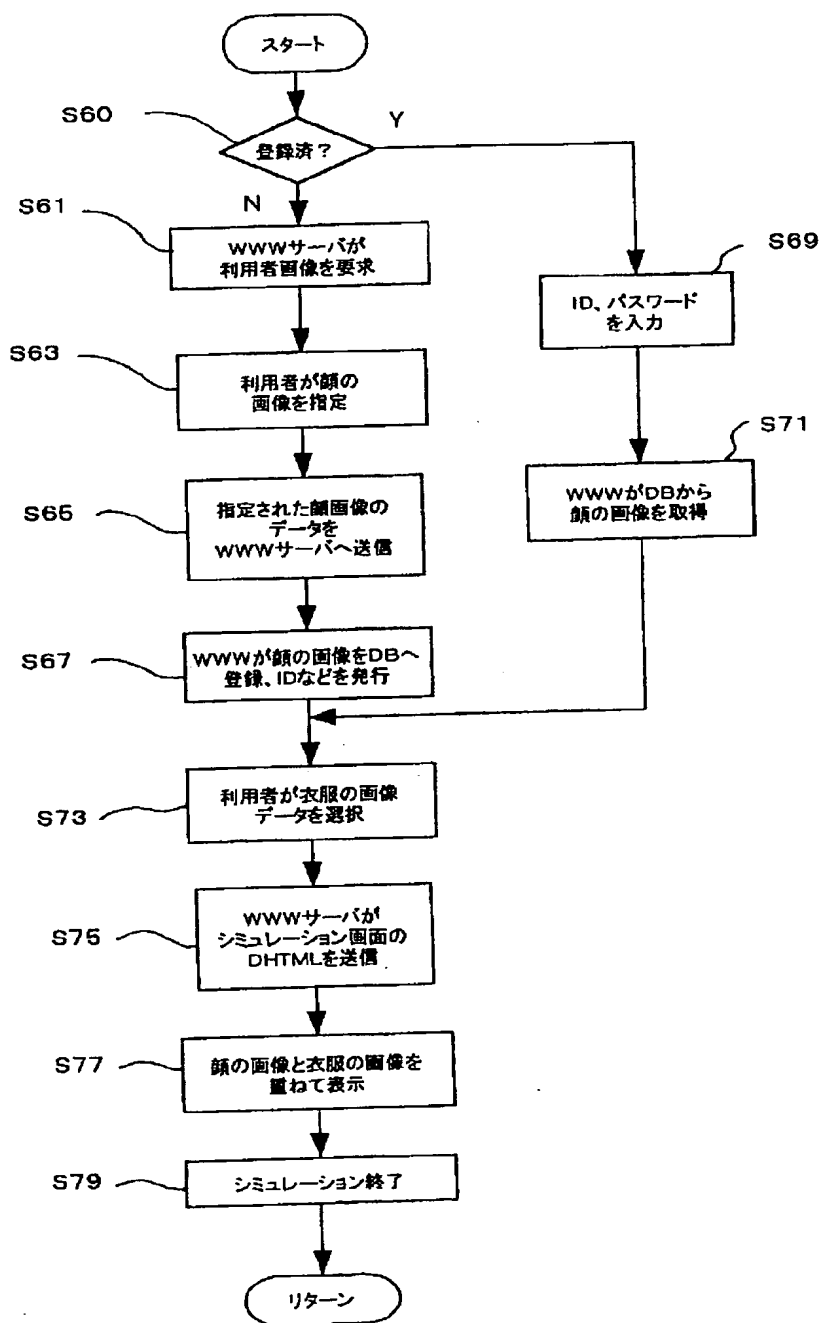 スタート
S60
登録済?
Y
N
S61
WWWサーバが
利用者画像を要求
S69
ID、パスワード
を入力
S63
利用者が顔の
画像を指定
S71
WWWがDBから
顔の画像を取得
S65
指定された顔画像の
データを
WWWサーバへ送信
S67
WWWが顔の画像をDBへ
登録、IDなどを発行
S73
利用者が衣服の画像
データを選択
S75
WWWサーバが
シミュレーション画面の
DHTMLを送信
S77
顔の画像と衣服の画像を
重ねて表示
S79
シミュレーション終了
リターン